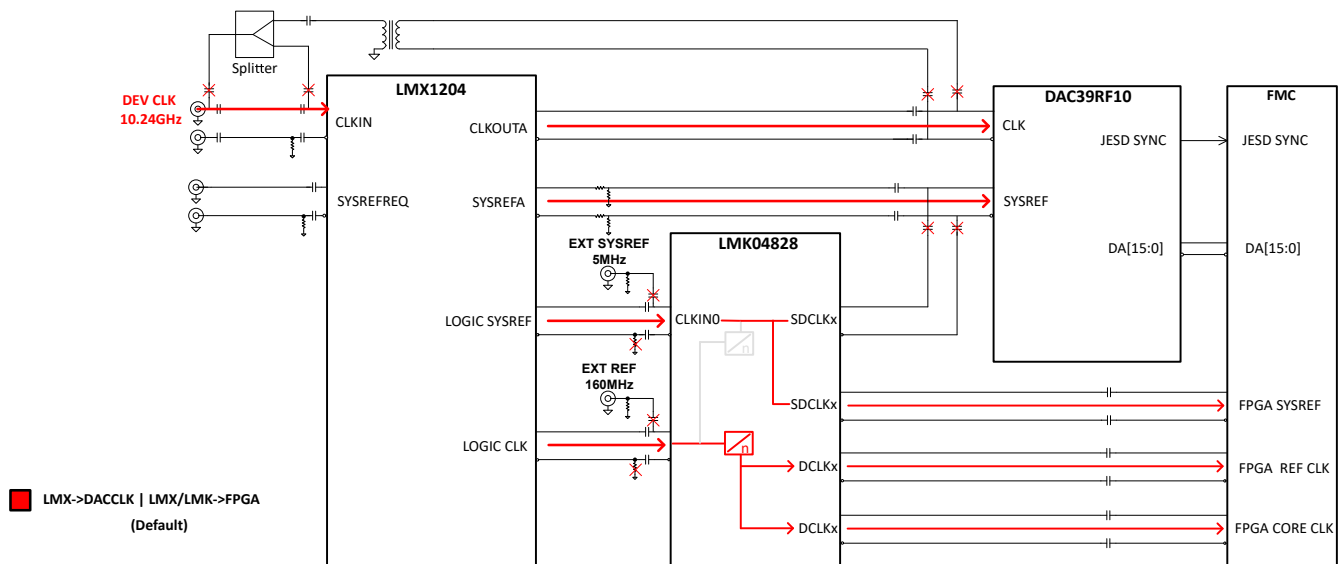 Splitter
DEV CLK
10.24GHz
LMX1204
CLKIN
CLKOUTA
SYSREFREQ
SYSREFA
LOGIC SYSREF
LOGIC CLK
EXT SYSREF
5MHz
EXT REF
160MHz
LMK04828
CLKIN0
SDCLKx
n
SDCLKx
n
DCLKx
DCLKx
DAC39RF10
CLK
JESD SYNC
SYSREF
DA[15:0]
FMC
JESD SYNC
DA[15:0]
FPGA SYSREF
FPGA REF CLK
FPGA CORE CLK
LMX->DACCLK | LMX/LMK->FPGA
(Default)